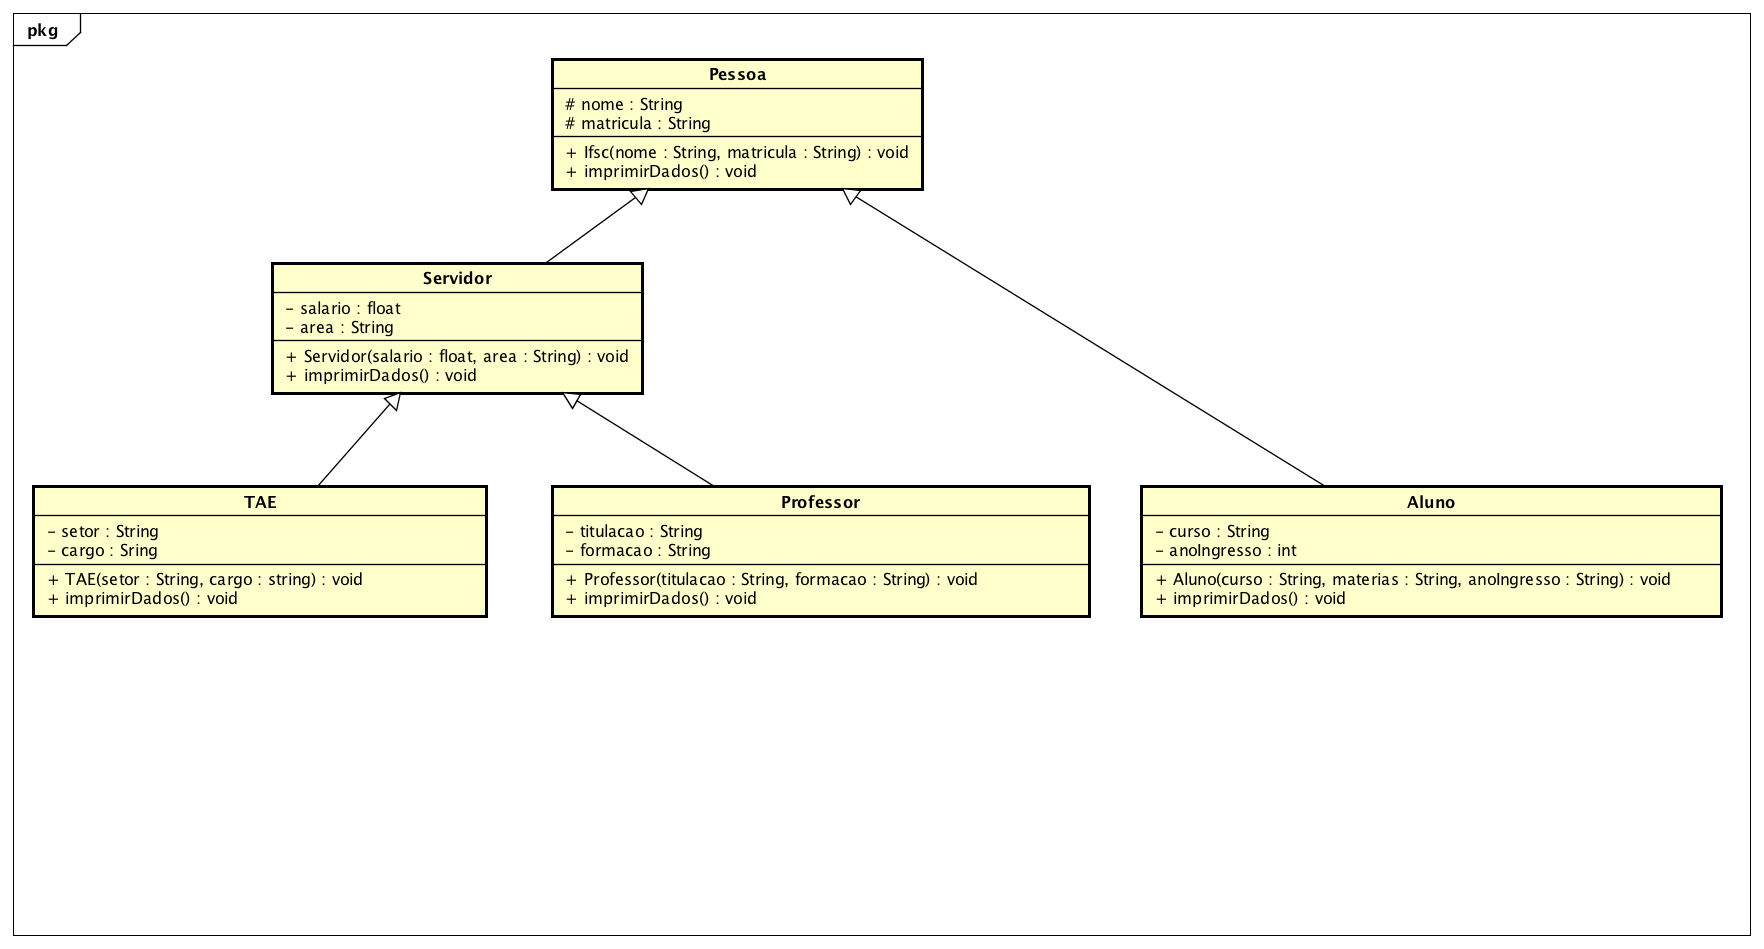 pkg
Pessoa
# nome : String
# matricula : String
+ Ifsc(nome : String, matricula : String) : void
+ imprimirDados() : void
Servidor
- salario : float
- area : String
+ Servidor(salario : float, area : String) : void
+ imprimirDados() : void
TAE
- setor : String
- cargo : Sring
+ TAE(setor : String, cargo : string) : void
+ imprimirDados() : void
Professor
- titulacao : String
- formacao : String
+ Professor(titulacao : String, formacao : String) : void
+ imprimirDados() : void
Aluno
- curso : String
- anoIngresso : int
+ Aluno(curso : String, materias : String, anoIngresso : String) : void
+ imprimirDados() : void